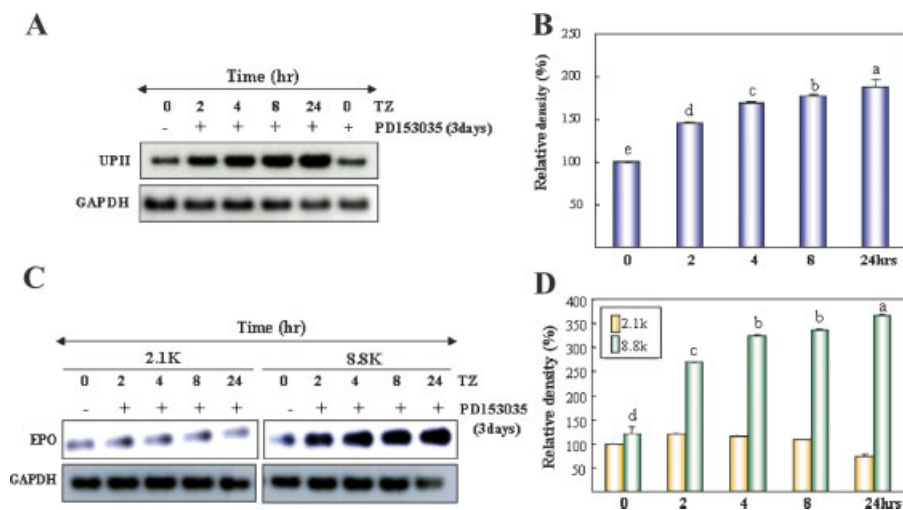 A
Time (hr)
0 2 4 8 24 0 TZ
- + + + + + PD153035 (3days)
UPII
GAPDH
B
Relative density (%)
250
200
150
100
50
e d c b a
0 2 4 8 24hrs
C
Time (hr)
2.1K 8.8K
0 2 4 8 24 0 2 4 8 24 TZ
- + + + + - + + + + PD153035
(3days)
EPO
GAPDH
D
Relative density (%)
400
350
300
250
200
150
100
50
2.1k
8.8k
d c b b a
0 2 4 8 24hrs